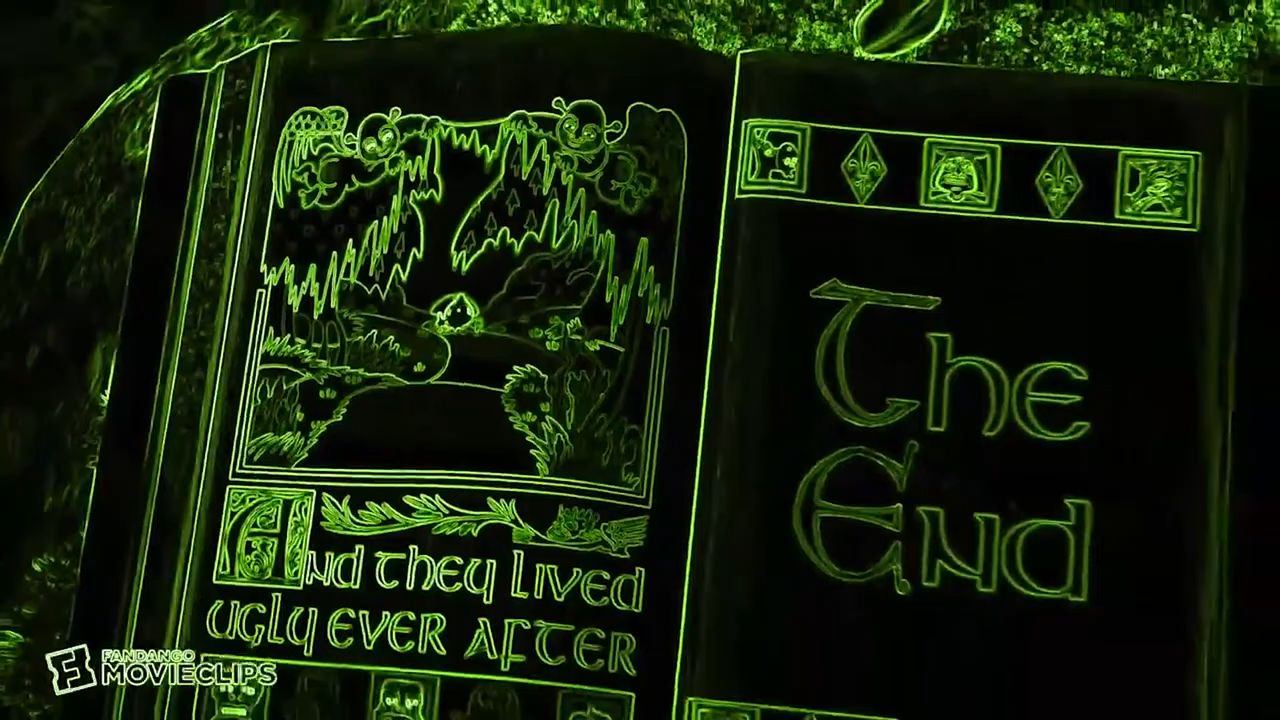 And they lived
ugly ever after
The
End
FANDANGO
MOVIECLIPS